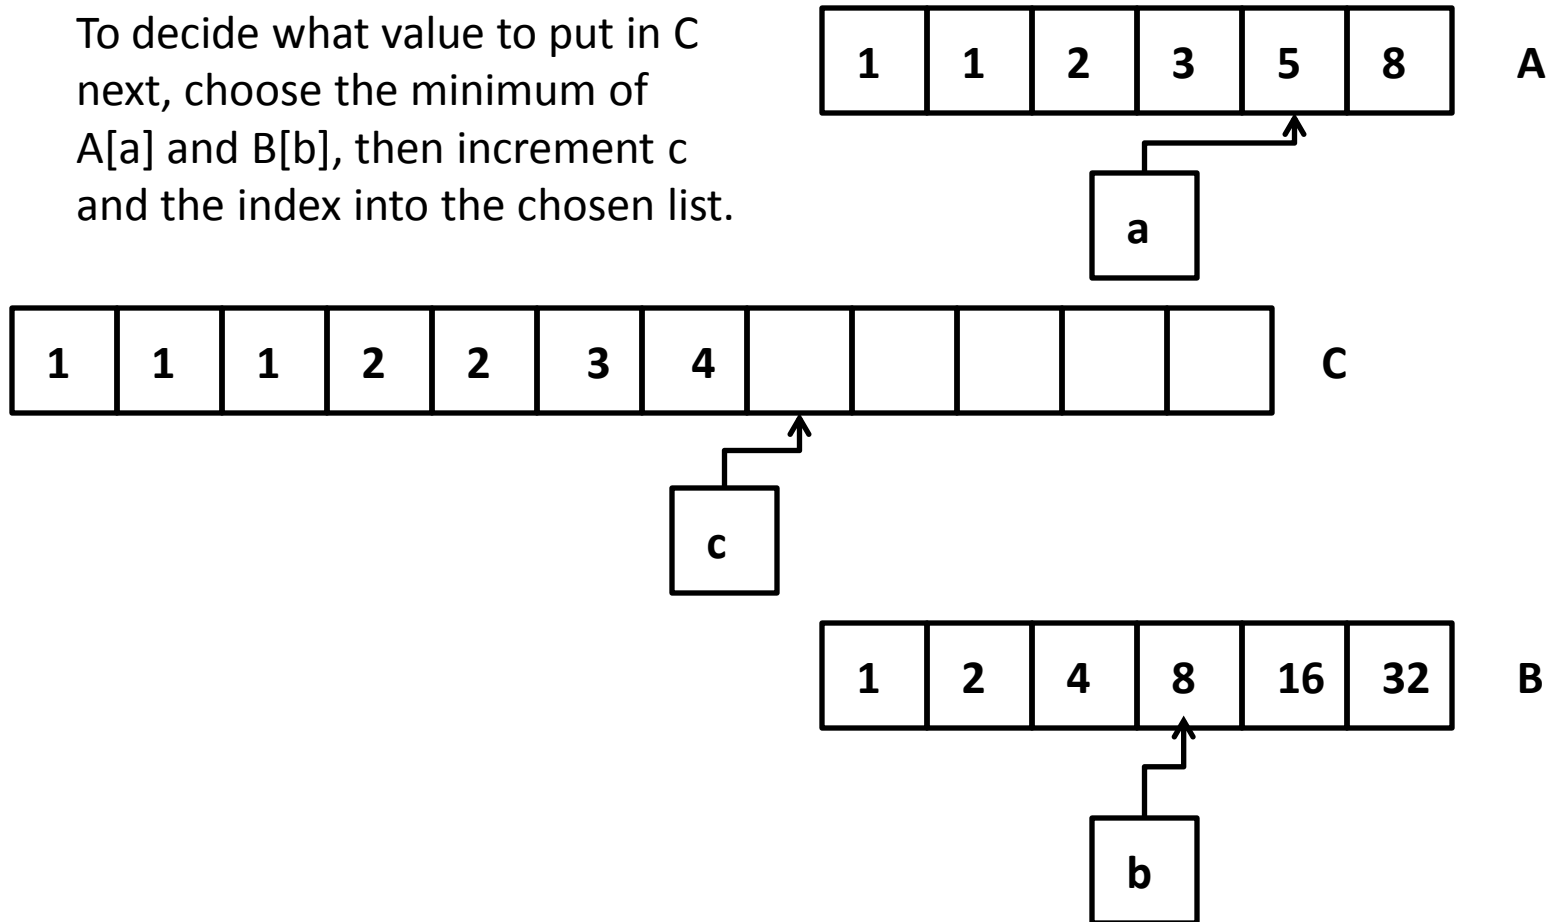 To decide what value to put in C
next, choose the minimum of
A[a] and B[b], then increment c
and the index into the chosen list.
1 1 2 3 5 8 A
a
1 1 1 2 2 3 4 C
c
1 2 4 8 16 32 B
b